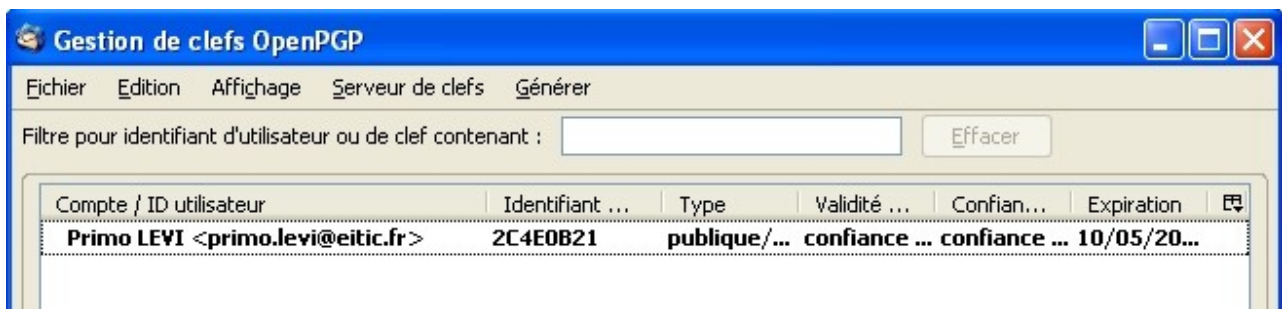 Gestion de clefs OpenPGP
Fichier Edition Affichage Serveur de clefs Générer
Filtre pour identifiant d'utilisateur ou de clef contenant : Effacer
Compte / ID utilisateur Identifiant ... Type Validité ... Confian... Expiration
Primo LEVI <primo.levi@eitic.fr> 2C4E0B21 publique/... confiance ... confiance ... 10/05/20...